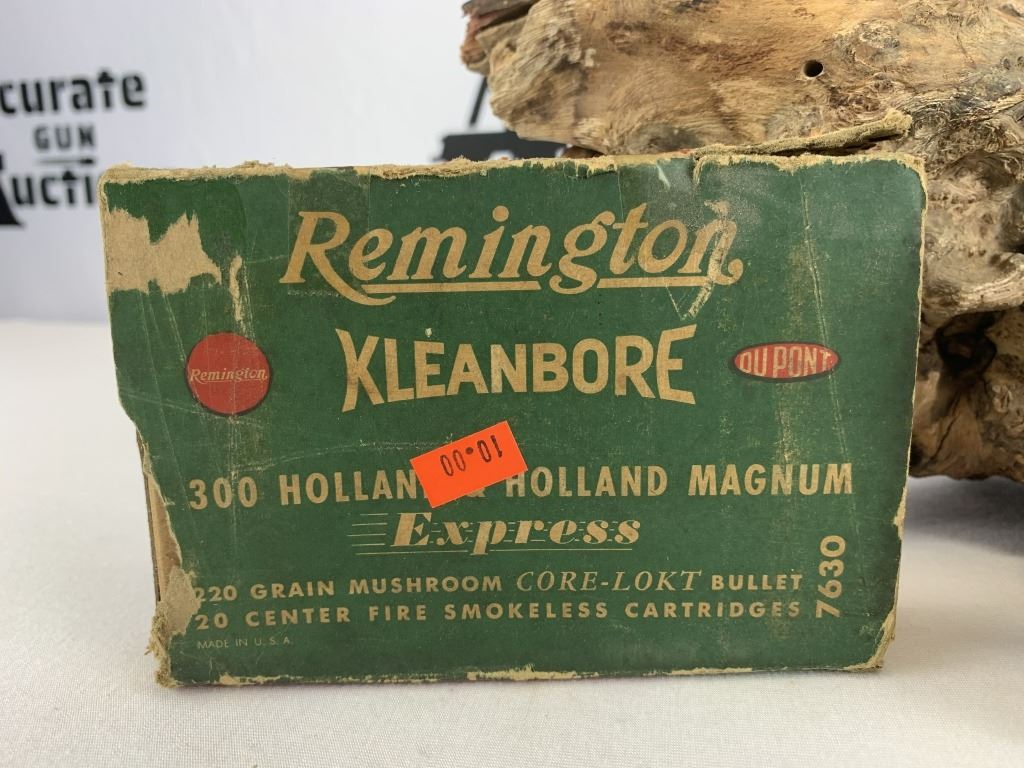 curate
GUN
uctio
Remington
KLEANBORE
Remington
DU PONT
10.00
300 HOLLAN & HOLLAND MAGNUM
Express
220 GRAIN MUSHROOM CORE-LOKT BULLET
20 CENTER FIRE SMOKELESS CARTRIDGES
7630
MADE IN U.S.A.